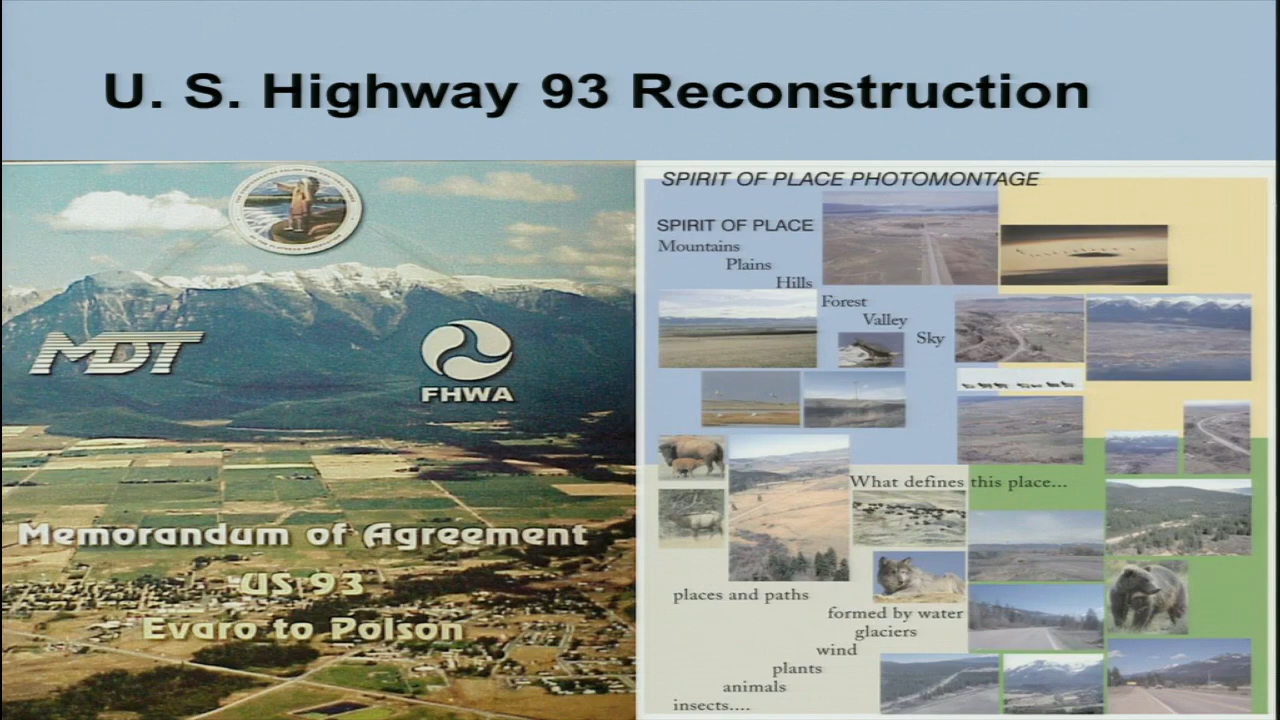 U. S. Highway 93 Reconstruction
MDT
FHWA
Memorandum of Agreement
US 93
Evaro to Polson
SPIRIT OF PLACE PHOTOMONTAGE
SPIRIT OF PLACE
Mountains
Plains
Hills
Forest
Valley
Sky
What defines this place...
places and paths
formed by water
glaciers
wind
plants
animals
insects....